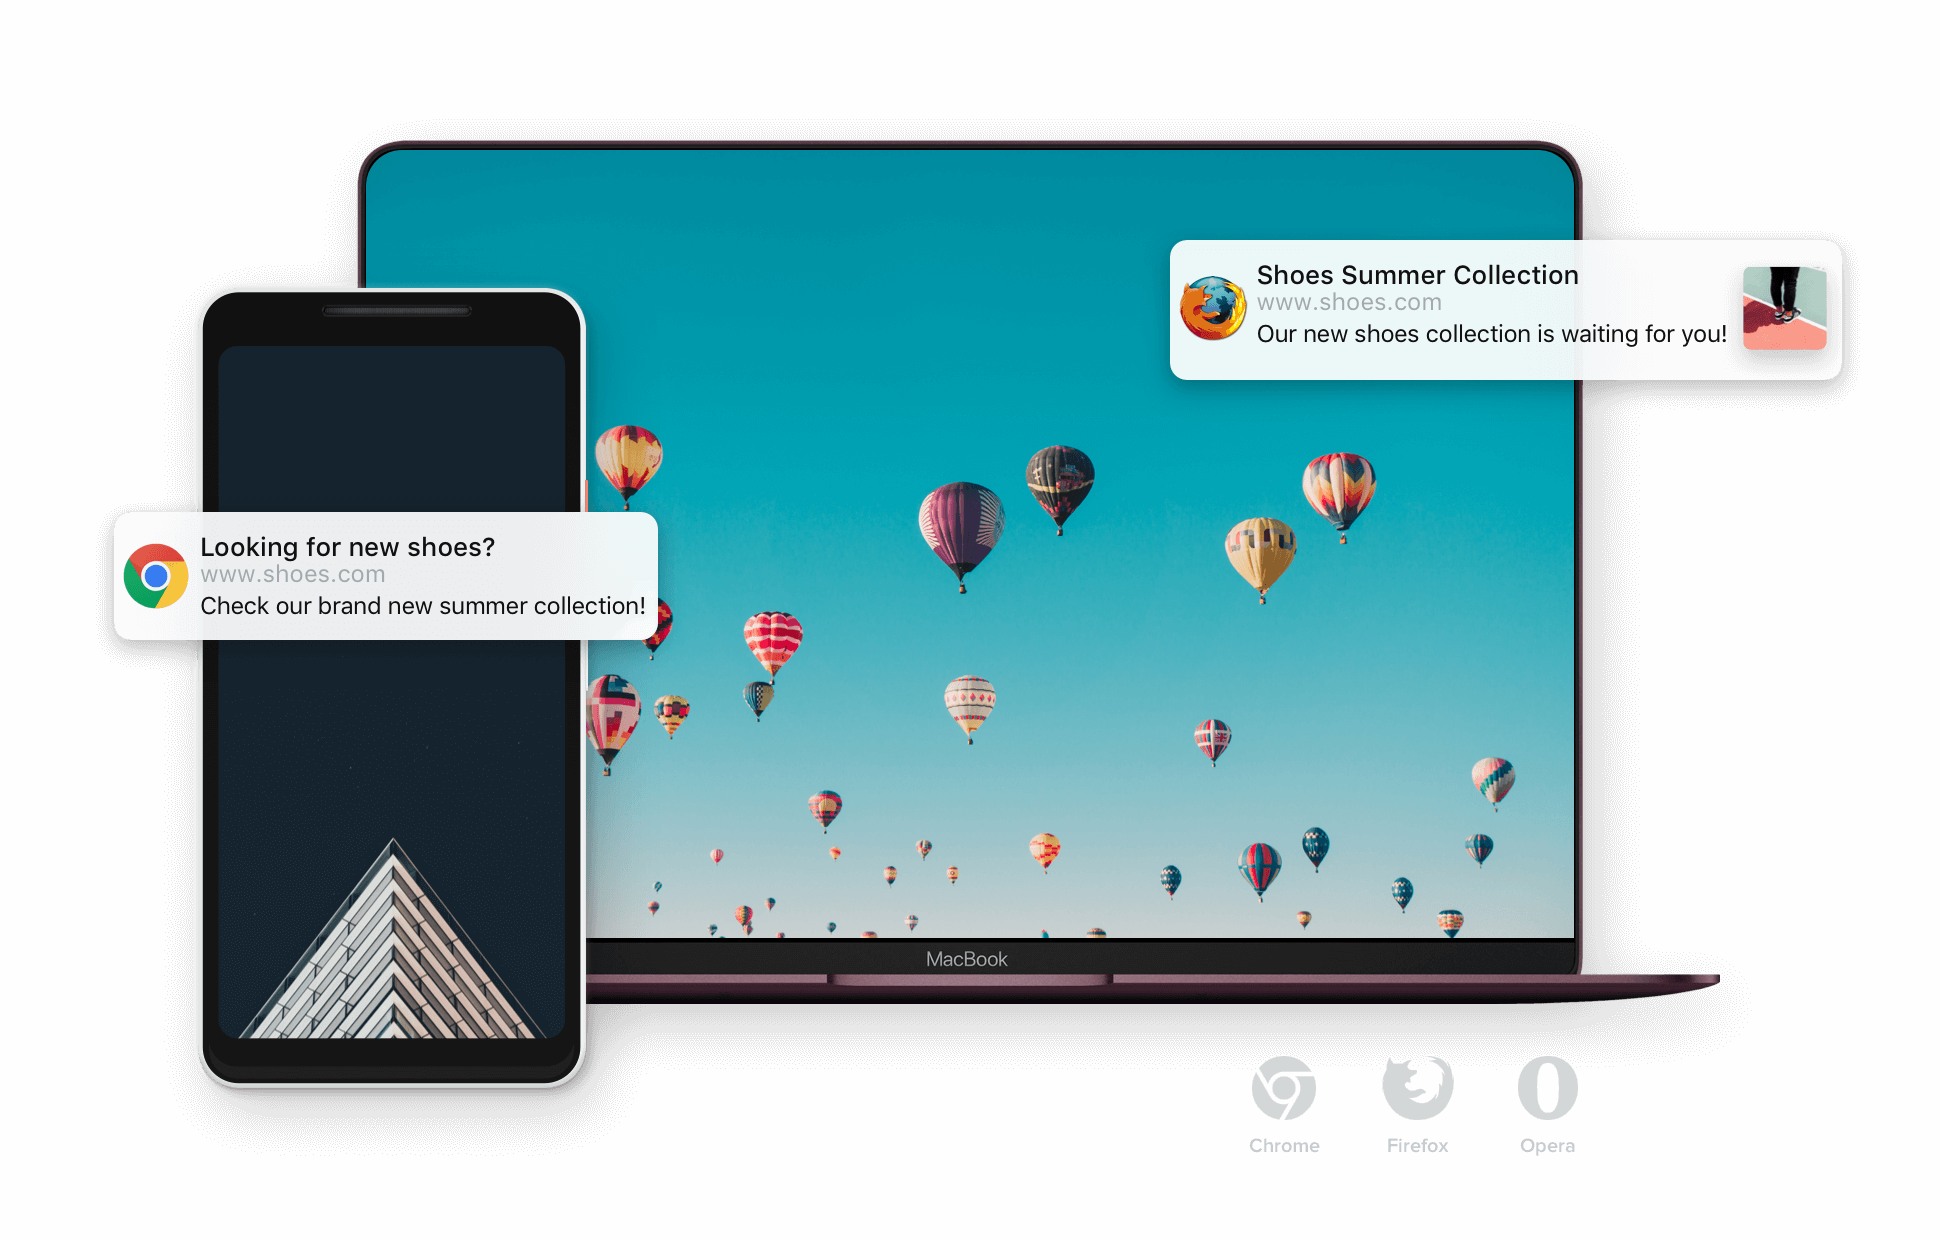 Shoes Summer Collection
www.shoes.com
Our new shoes collection is waiting for you!
Looking for new shoes?
www.shoes.com
Check our brand new summer collection!
MacBook
Chrome
Firefox
Opera